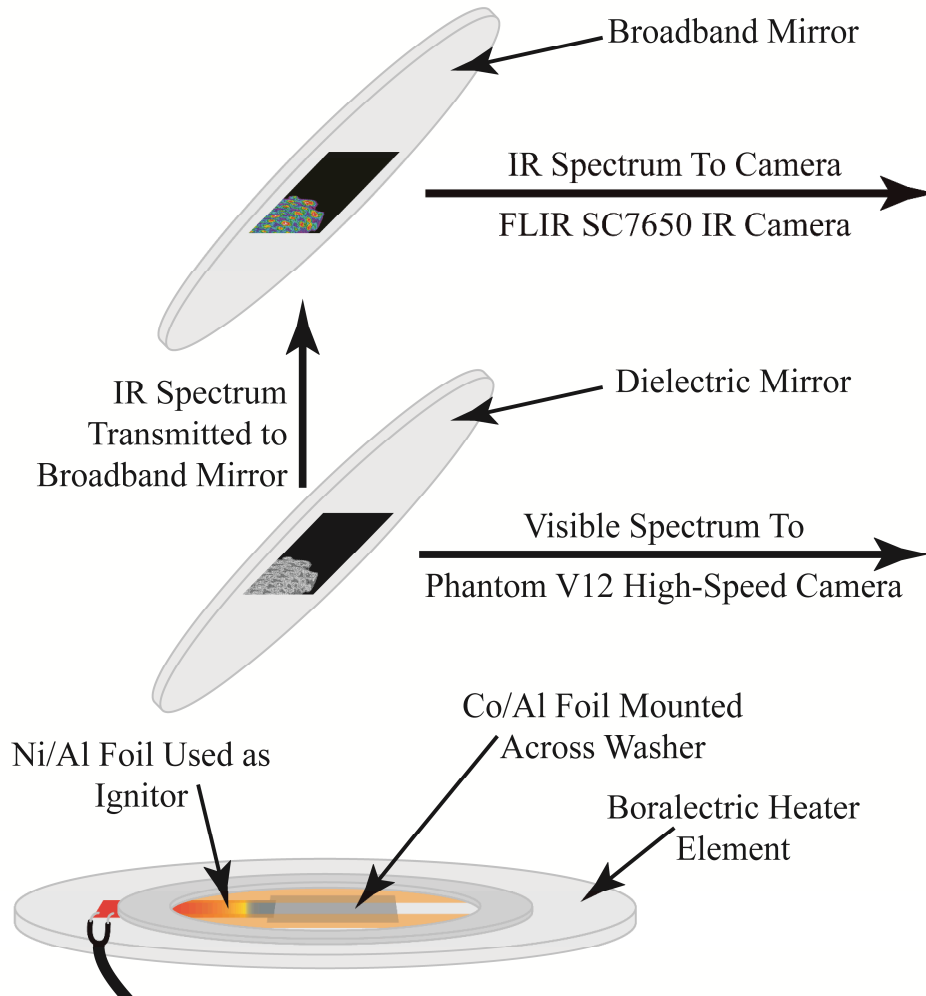 Broadband Mirror
IR Spectrum To Camera
FLIR SC7650 IR Camera
IR Spectrum
Transmitted to
Broadband Mirror
Dielectric Mirror
Visible Spectrum To
Phantom V12 High-Speed Camera
Co/Al Foil Mounted
Across Washer
Ni/Al Foil Used as
Ignitor
Boralectric Heater
Element